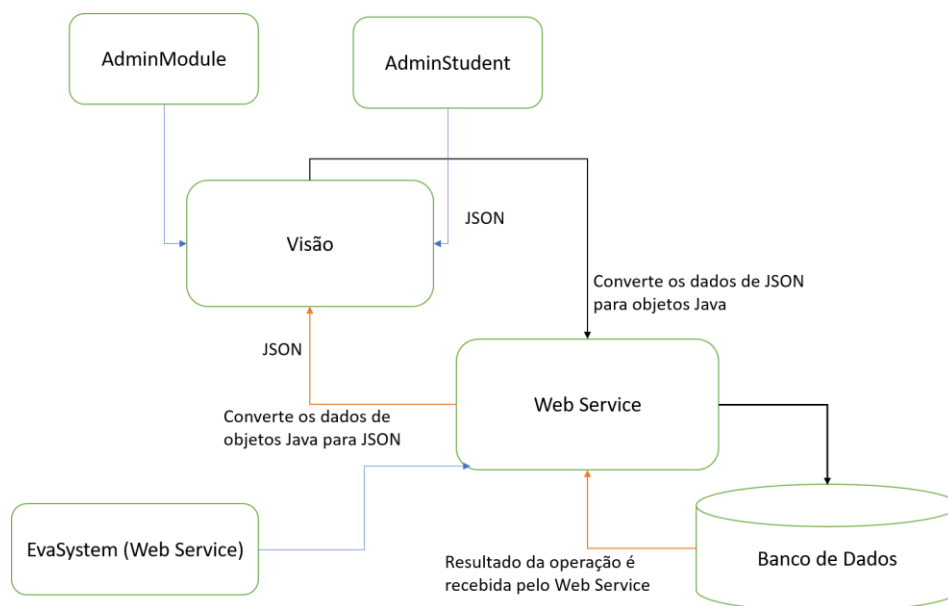 AdminModule
AdminStudent
JSON
Visão
Converte os dados de JSON
para objetos Java
JSON
Web Service
Converte os dados de
objetos Java para JSON
EvaSystem (Web Service)
Resultado da operação é
recebida pelo Web Service
Banco de Dados